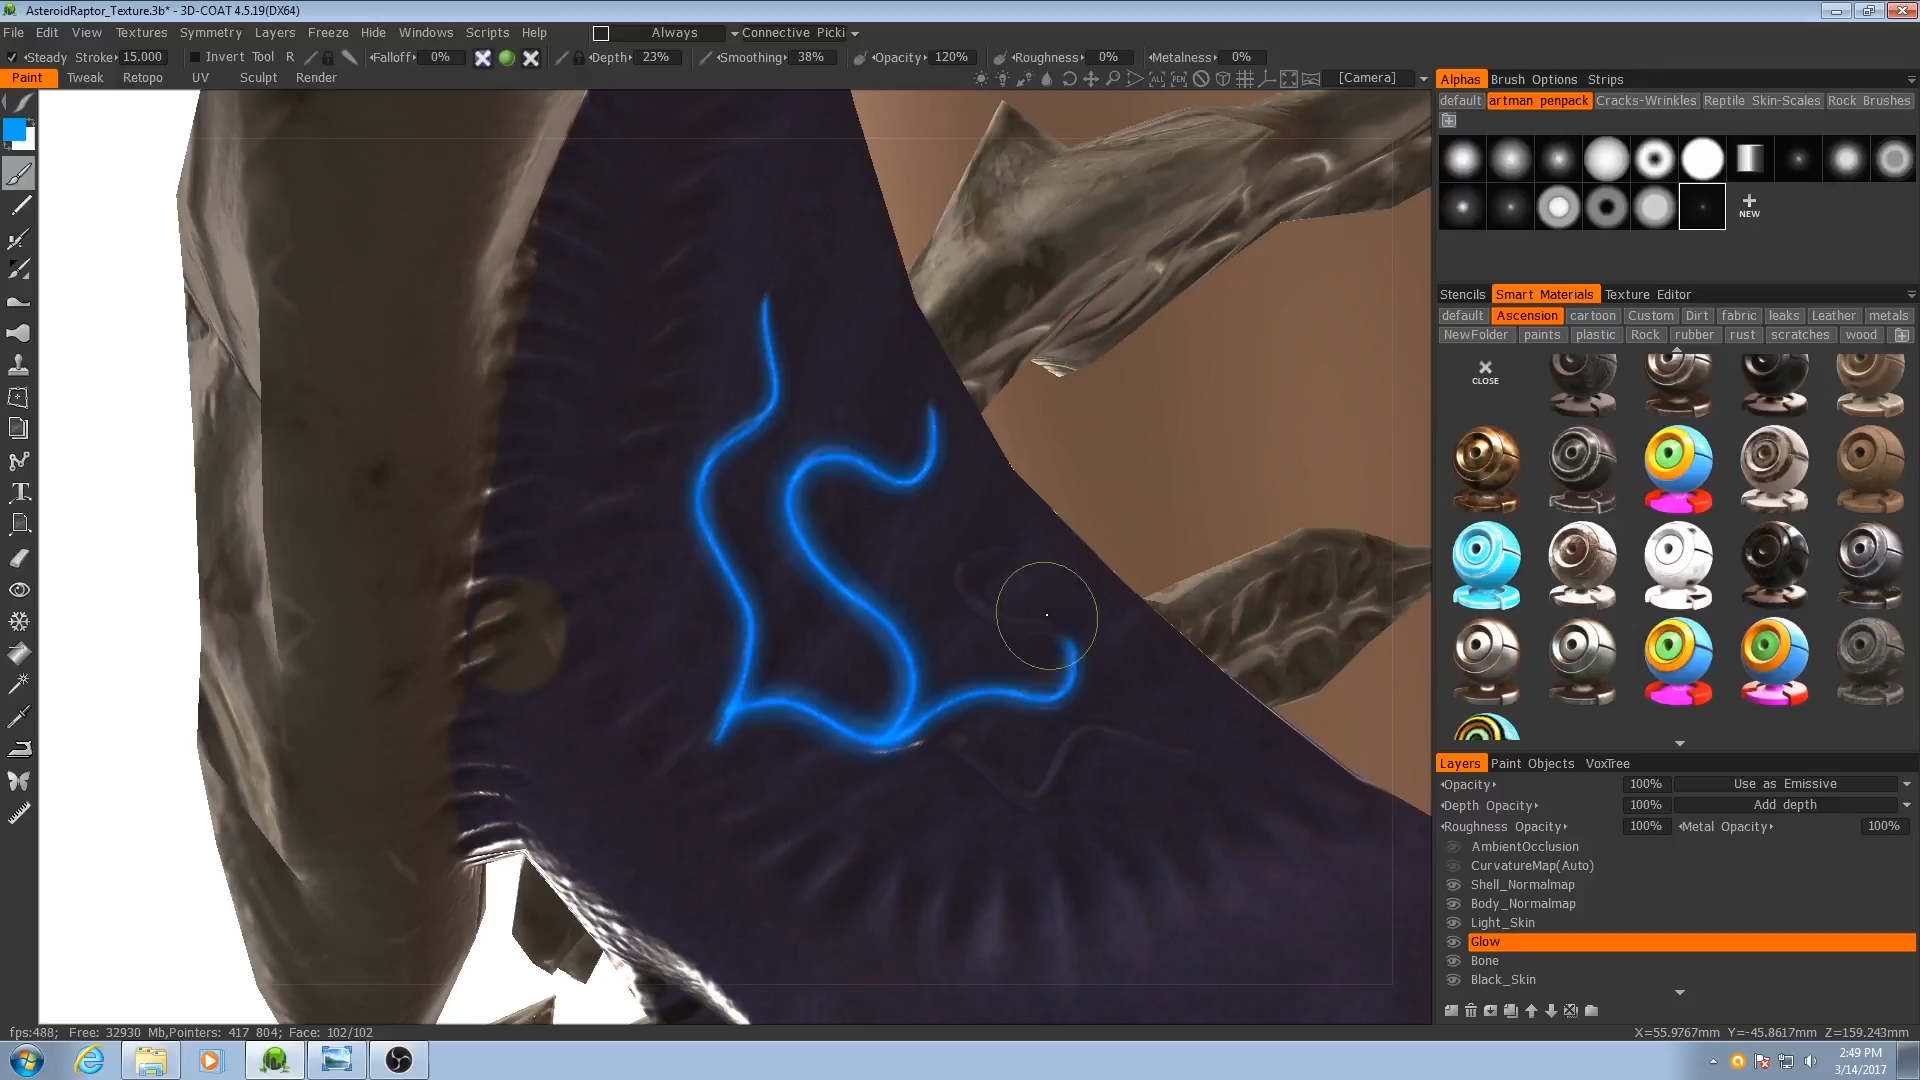 AsteroidRaptor_Texture.3b* - 3D-COAT 4.5.19(DX64)
File Edit View Textures Symmetry Layers Freeze Hide Windows Scripts Help Always Connective Picki
Steady Stroke 15.000 Invert Tool R Falloff 0% Depth 23% Smoothing 38% Opacity 120% Roughness 0% Metalness 0%
Paint Tweak Retopo UV Sculpt Render [Camera]
Alphas Brush Options Strips
default artman penpack Cracks-Wrinkles Reptile Skin-Scales Rock Brushes
NEW
Stencils Smart Materials Texture Editor
default Ascension cartoon Custom Dirt fabric leaks Leather metals
NewFolder paints plastic Rock rubber rust scratches wood
CLOSE
Layers Paint Objects VoxTree
Opacity 100% Use as Emissive
Depth Opacity 100% Add depth
Roughness Opacity 100% Metal Opacity 100%
AmbientOcclusion
CurvatureMap(Auto)
Shell_Normalmap
Body_Normalmap
Light_Skin
Glow
Bone
Black_Skin
fps:488; Free: 32930 Mb,Pointers: 417 804; Face: 102/102 X=55.9767mm Y=-45.8617mm Z=159.243mm
2:49 PM
3/14/2017